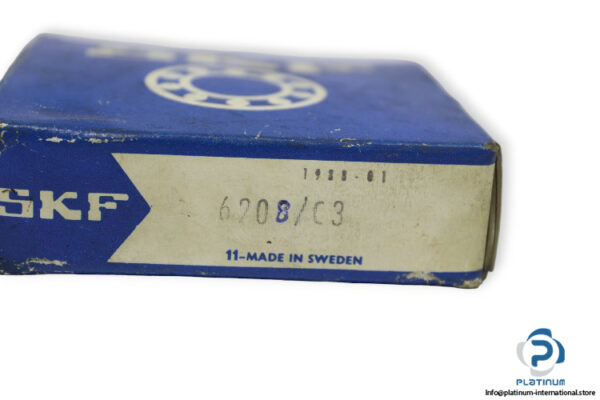 1988-01
SKF
6208/C3
11-MADE IN SWEDEN
PLATINUM
info@platinum-international.store